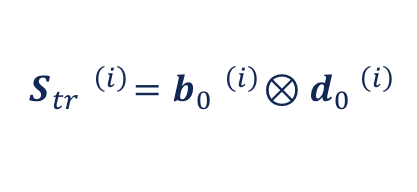 S_tr^(i) = b_0^(i) ⊗ d_0^(i)